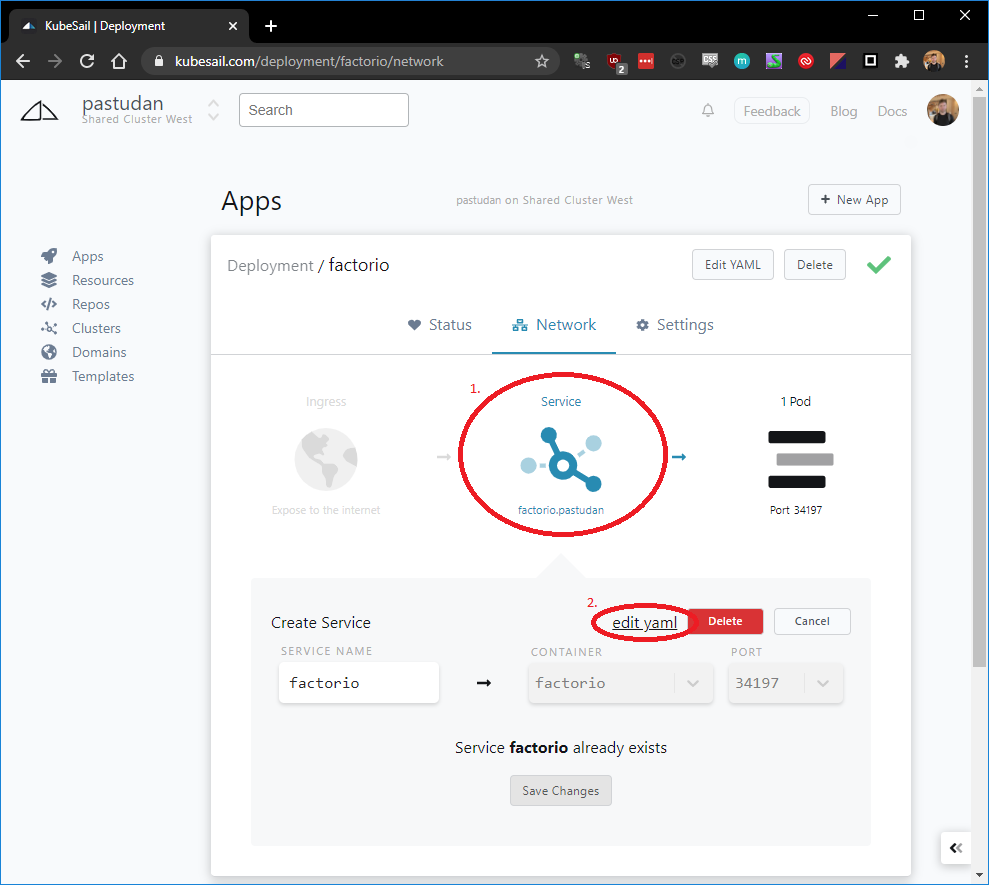 KubeSail | Deployment
kubesail.com/deployment/factorio/network
UD
2
CSS
m
pastudan
Shared Cluster West
Search
Feedback
Blog
Docs
Apps
pastudan on Shared Cluster West
+ New App
Apps
Resources
Repos
Clusters
Domains
Templates
Deployment / factorio
Edit YAML
Delete
Status
Network
Settings
1.
Ingress
Service
1 Pod
Expose to the internet
factorio.pastudan
Port 34197
2.
Create Service
edit yaml
Delete
Cancel
SERVICE NAME
CONTAINER
PORT
factorio
factorio
34197
Service factorio already exists
Save Changes